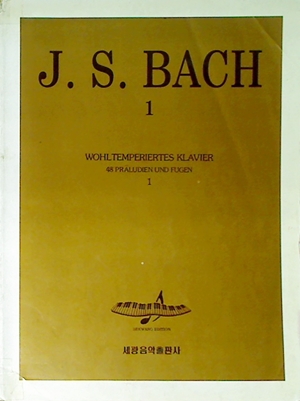 J. S. BACH
1
WOHLTEMPERIERTES KLAVIER
48 PRÄLUDIEN UND FUGEN
1
세광음악출판사